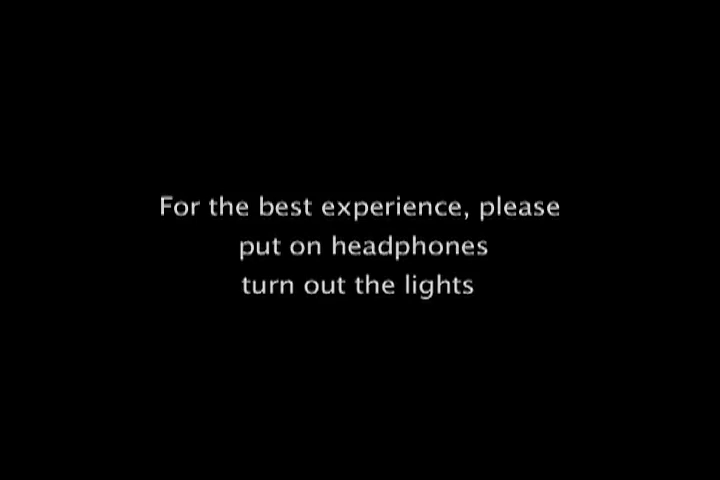 For the best experience, please
put on headphones
turn out the lights